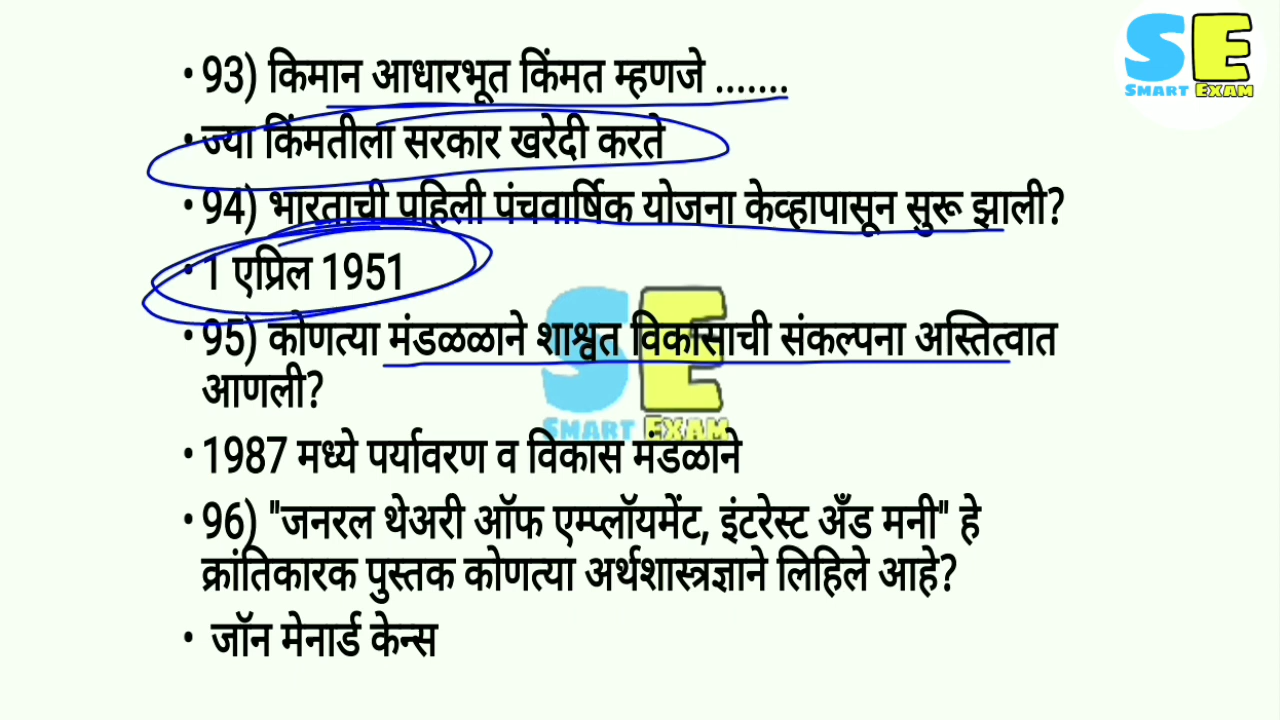 SE
SMART EXAM
• 93) किमान आधारभूत किंमत म्हणजे .......
• ज्या किंमतीला सरकार खरेदी करते
• 94) भारताची पहिली पंचवार्षिक योजना केव्हापासून सुरू झाली?
• 1 एप्रिल 1951
• 95) कोणत्या मंडळळाने शाश्वत विकासाची संकल्पना अस्तित्वात
आणली?
SE
SMART EXAM
• 1987 मध्ये पर्यावरण व विकास मंडळाने
• 96) "जनरल थेअरी ऑफ एम्प्लॉयमेंट, इंटरेस्ट अँड मनी" हे
क्रांतिकारक पुस्तक कोणत्या अर्थशास्त्रज्ञाने लिहिले आहे?
• जॉन मेनार्ड केन्स